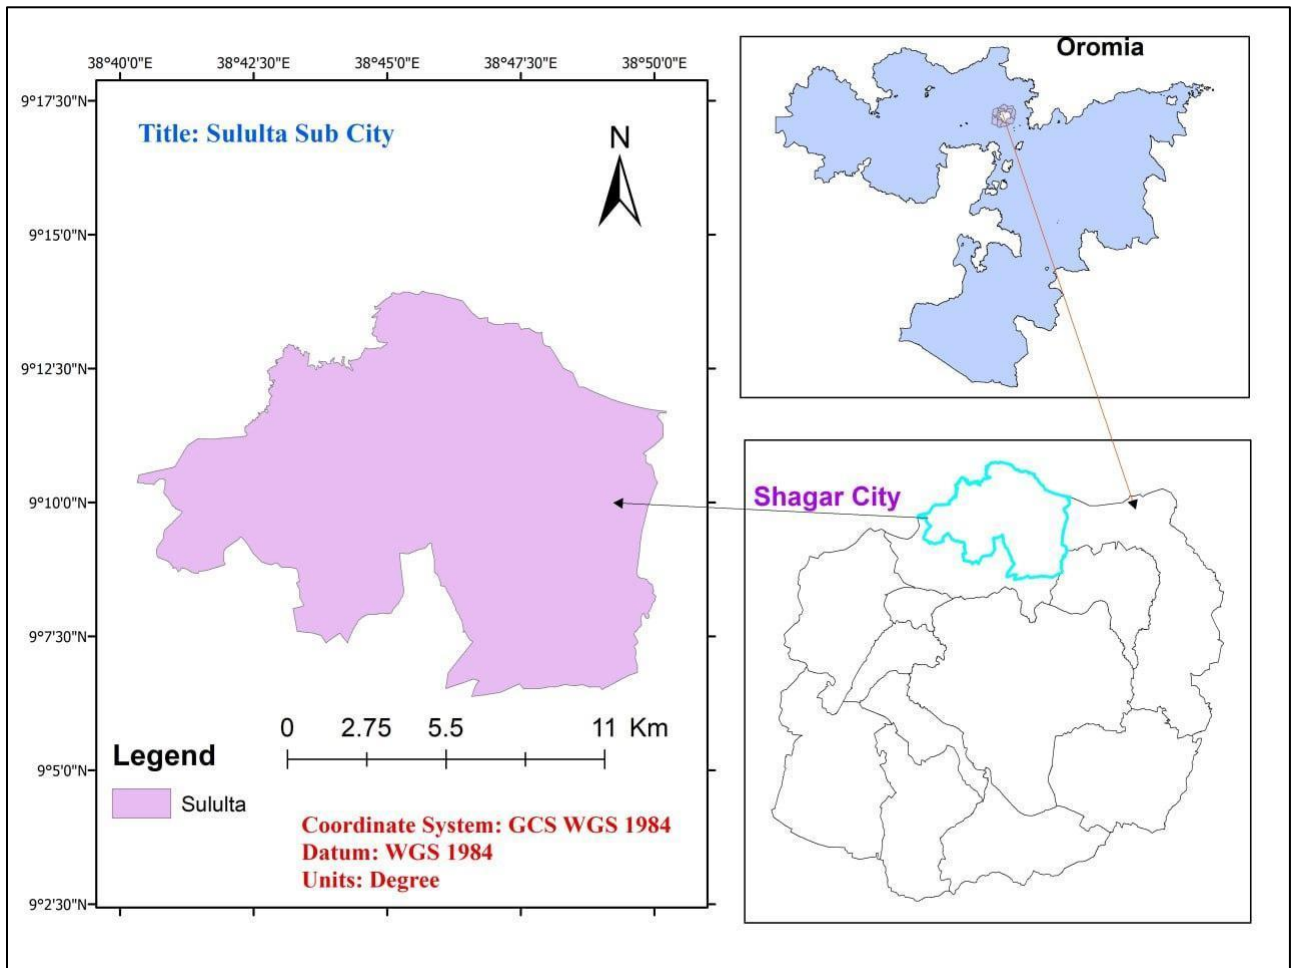 38°40'0"E 38°42'30"E 38°45'0"E 38°47'30"E 38°50'0"E
9°17'30"N
9°15'0"N
9°12'30"N
9°10'0"N
9°7'30"N
9°5'0"N
9°2'30"N
Title: Sululta Sub City
N
0 2.75 5.5 11 Km
Legend
Sululta
Coordinate System: GCS WGS 1984
Datum: WGS 1984
Units: Degree
Oromia
Shagar City